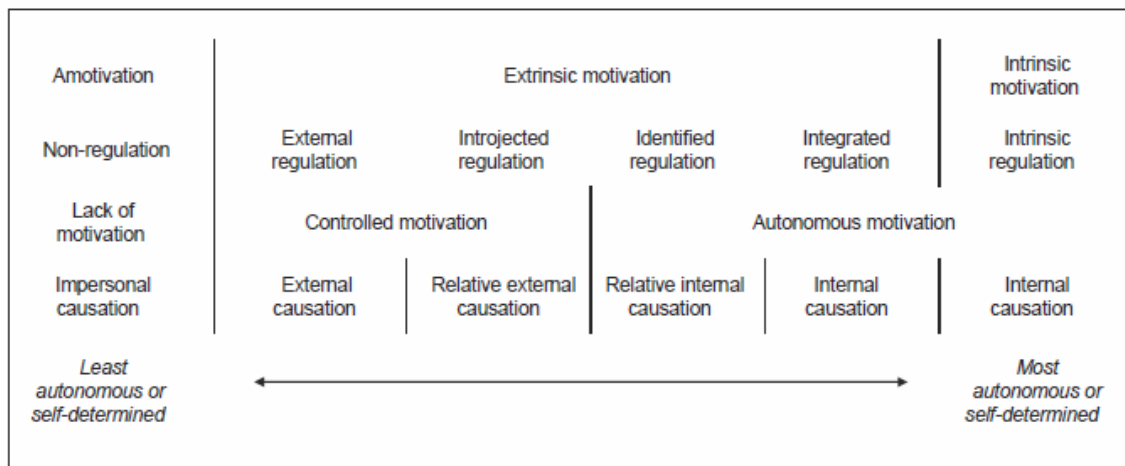 Amotivation
Extrinsic motivation
Intrinsic
motivation
Non-regulation
External
regulation
Introjected
regulation
Identified
regulation
Integrated
regulation
Intrinsic
regulation
Lack of
motivation
Controlled motivation
Autonomous motivation
Impersonal
causation
External
causation
Relative external
causation
Relative internal
causation
Internal
causation
Internal
causation
Least
autonomous or
self-determined
Most
autonomous or
self-determined